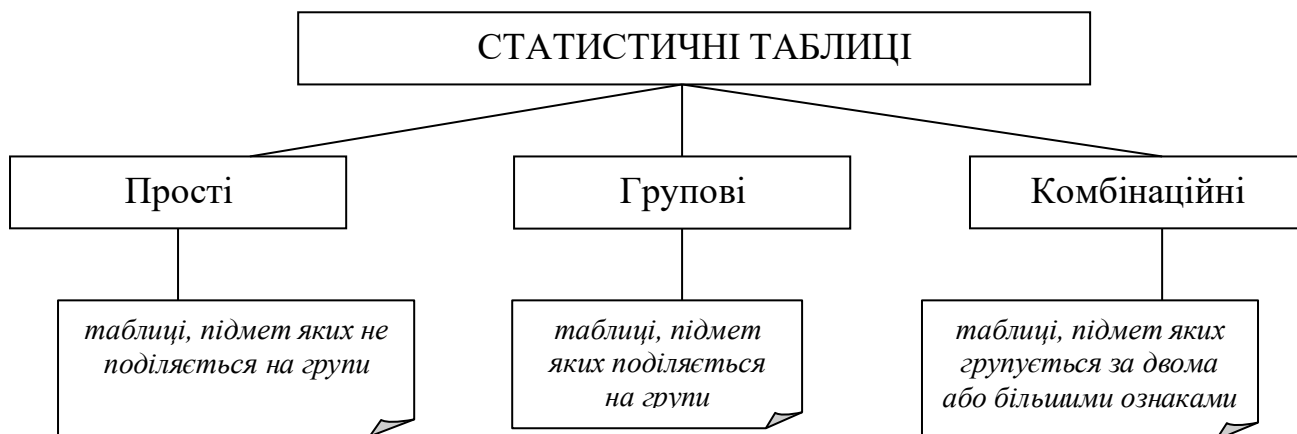 СТАТИСТИЧНІ ТАБЛИЦІ
Прості
Групові
Комбінаційні
таблиці, підмет яких не
поділяється на групи
таблиці, підмет
яких поділяється
на групи
таблиці, підмет яких
групується за двома
або більшими ознаками